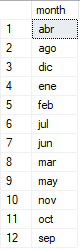 month
1 abr
2 ago
3 dic
4 ene
5 feb
6 jul
7 jun
8 mar
9 may
10 nov
11 oct
12 sep